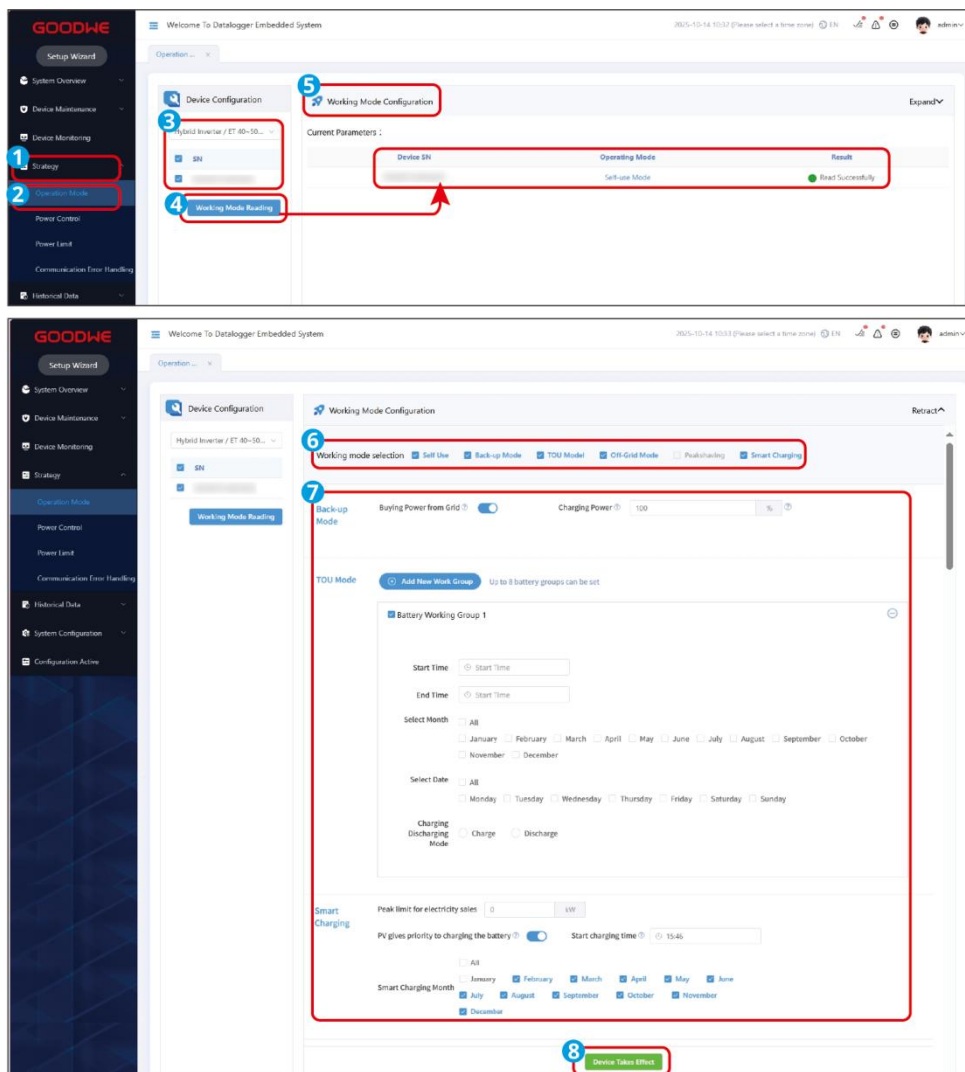 GOODWE
Welcome To Datalogger Embedded System
2025-10-14 10:32 (Please select a time zone) EN
admin
Setup Wizard
Operation ... ×
System Overview
Device Maintenance
Device Monitoring
1
Strategy
2
Operation Mode
Power Control
Power Limit
Communication Error Handling
Historical Data
Device Configuration
3
Hybrid Inverter / ET 40~50...
SN
4
Working Mode Reading
5
Working Mode Configuration
Expand
Current Parameters :
Device SN Operating Mode Result
Self-use Mode Read Successfully
GOODWE
Welcome To Datalogger Embedded System
2025-10-14 10:33 (Please select a time zone) EN
admin
Setup Wizard
Operation ... ×
System Overview
Device Maintenance
Device Monitoring
Strategy
Operation Mode
Power Control
Power Limit
Communication Error Handling
Historical Data
System Configuration
Configuration Active
Device Configuration
Hybrid Inverter / ET 40~50...
SN
Working Mode Reading
Working Mode Configuration
Retract
6
Working mode selection Self Use Back-up Mode TOU Model Off-Grid Mode Peakshaving Smart Charging
7
Back-up Mode
Buying Power from Grid Charging Power 100 %
TOU Mode
Add New Work Group Up to 8 battery groups can be set
Battery Working Group 1
Start Time Start Time
End Time Start Time
Select Month All
January February March April May June July August September October
November December
Select Date All
Monday Tuesday Wednesday Thursday Friday Saturday Sunday
Charging
Discharging
Mode
Charge Discharge
Smart
Charging
Peak limit for electricity sales 0 kW
PV gives priority to charging the battery Start charging time 15:46
All
Smart Charging Month
January February March April May June
July August September October November
December
8
Device Takes Effect